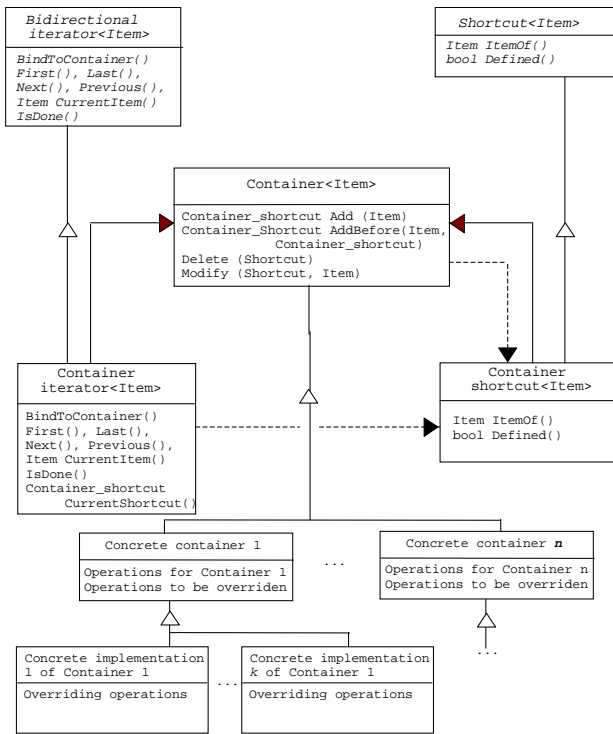 Bidirectional
iterator<Item>
BindToContainer()
First(), Last(),
Next(), Previous(),
Item CurrentItem()
IsDone()
Shortcut<Item>
Item ItemOf()
bool Defined()
Container<Item>
Container_shortcut Add (Item)
Container_Shortcut AddBefore(Item,
Container_shortcut)
Delete (Shortcut)
Modify (Shortcut, Item)
Container
iterator<Item>
BindToContainer()
First(), Last(),
Next(), Previous(),
Item CurrentItem()
IsDone()
Container_shortcut
CurrentShortcut()
Container
shortcut<Item>
Item ItemOf()
bool Defined()
Concrete container 1
Operations for Container 1
Operations to be overriden
...
Concrete container n
Operations for Container n
Operations to be overriden
...
Concrete implementation
1 of Container 1
Overriding operations
...
Concrete implementation
k of Container 1
Overriding operations